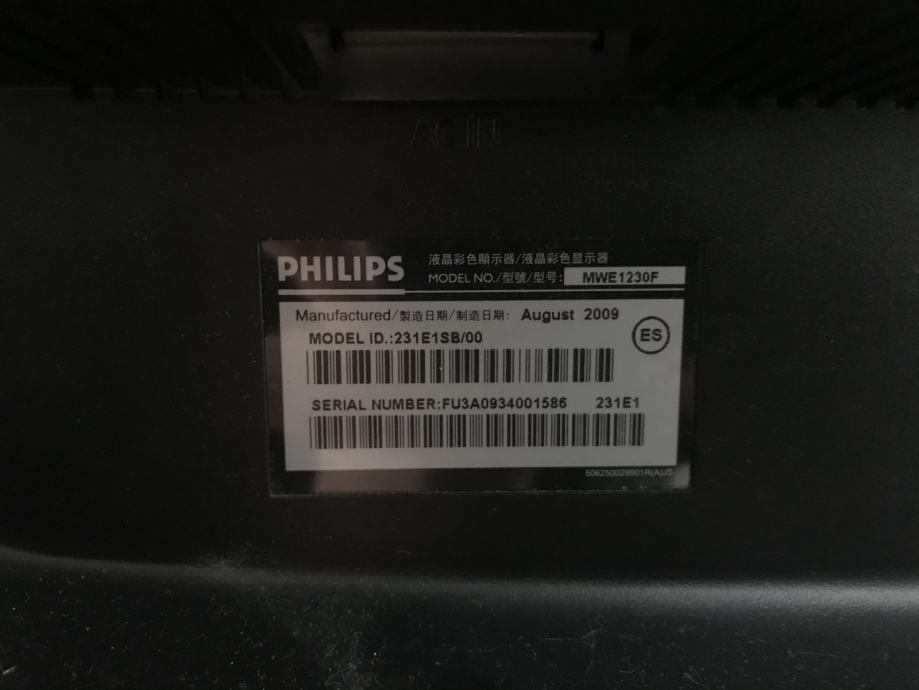 AC IN
PHILIPS
液晶彩色顯示器/液晶彩色显示器
MODEL NO./型號/型号: MWE1230F
Manufactured/製造日期/制造日期: August 2009
ES
MODEL ID.:231E1SB/00
SERIAL NUMBER:FU3A0934001586 231E1
506250029901R(A)JS